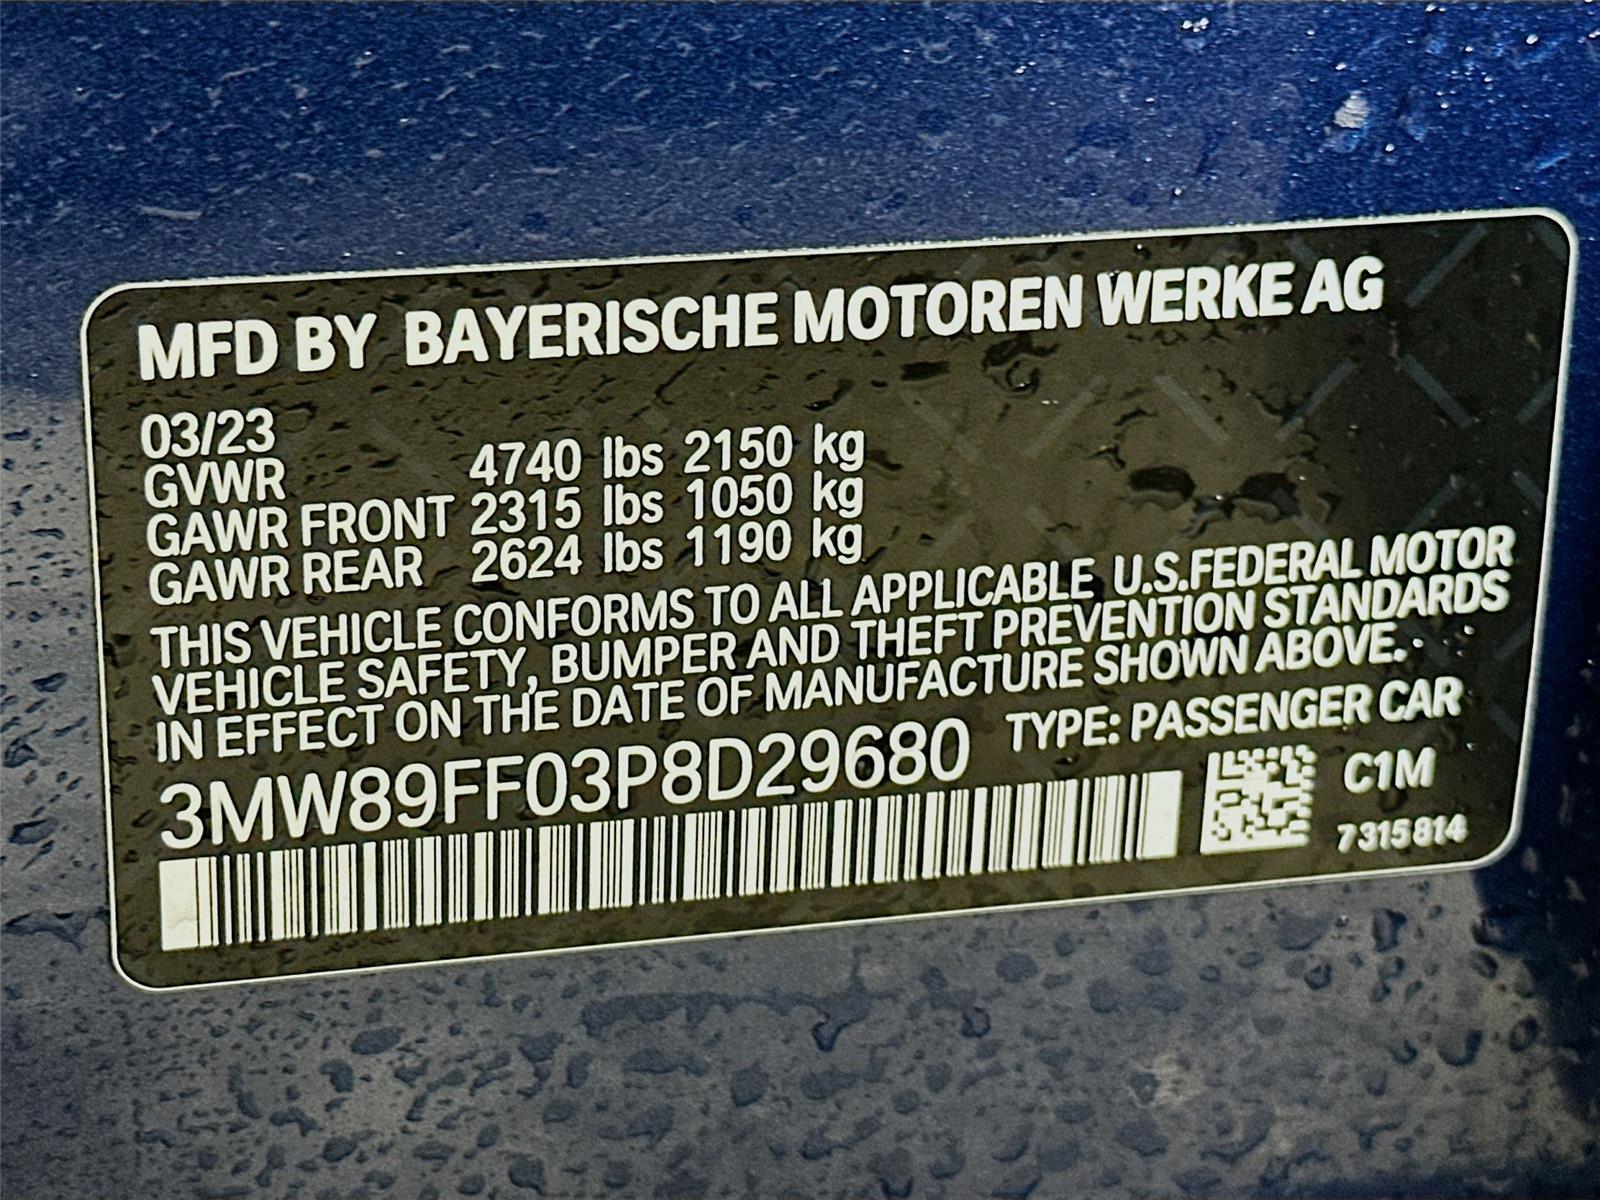 MFD BY BAYERISCHE MOTOREN WERKE AG
03/23
GVWR 4740 lbs 2150 kg
GAWR FRONT 2315 lbs 1050 kg
GAWR REAR 2624 lbs 1190 kg
THIS VEHICLE CONFORMS TO ALL APPLICABLE U.S.FEDERAL MOTOR
VEHICLE SAFETY, BUMPER AND THEFT PREVENTION STANDARDS
IN EFFECT ON THE DATE OF MANUFACTURE SHOWN ABOVE.
3MW89FF03P8D29680 TYPE: PASSENGER CAR
C1M
7315814